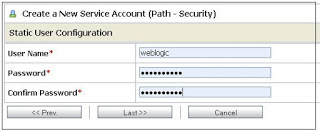 Create a New Service Account (Path - Security)
Static User Configuration
User Name* weblogic
Password* ••••••••••
Confirm Password* ••••••••••
<< Prev. Last >> Cancel